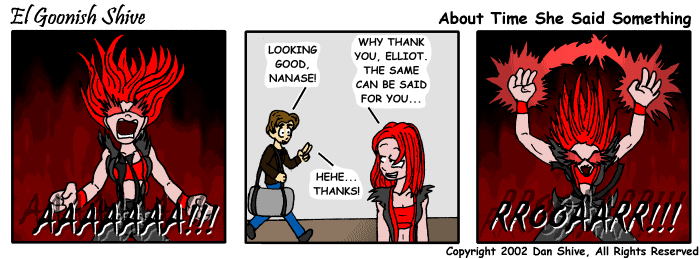 El Goonish Shive
About Time She Said Something
AAAAAAAA!!!
LOOKING
GOOD,
NANASE!
WHY THANK
YOU, ELLIOT.
THE SAME
CAN BE SAID
FOR YOU...
HEHE...
THANKS!
RROGAARR!!!
Copyright 2002 Dan Shive, All Rights Reserved